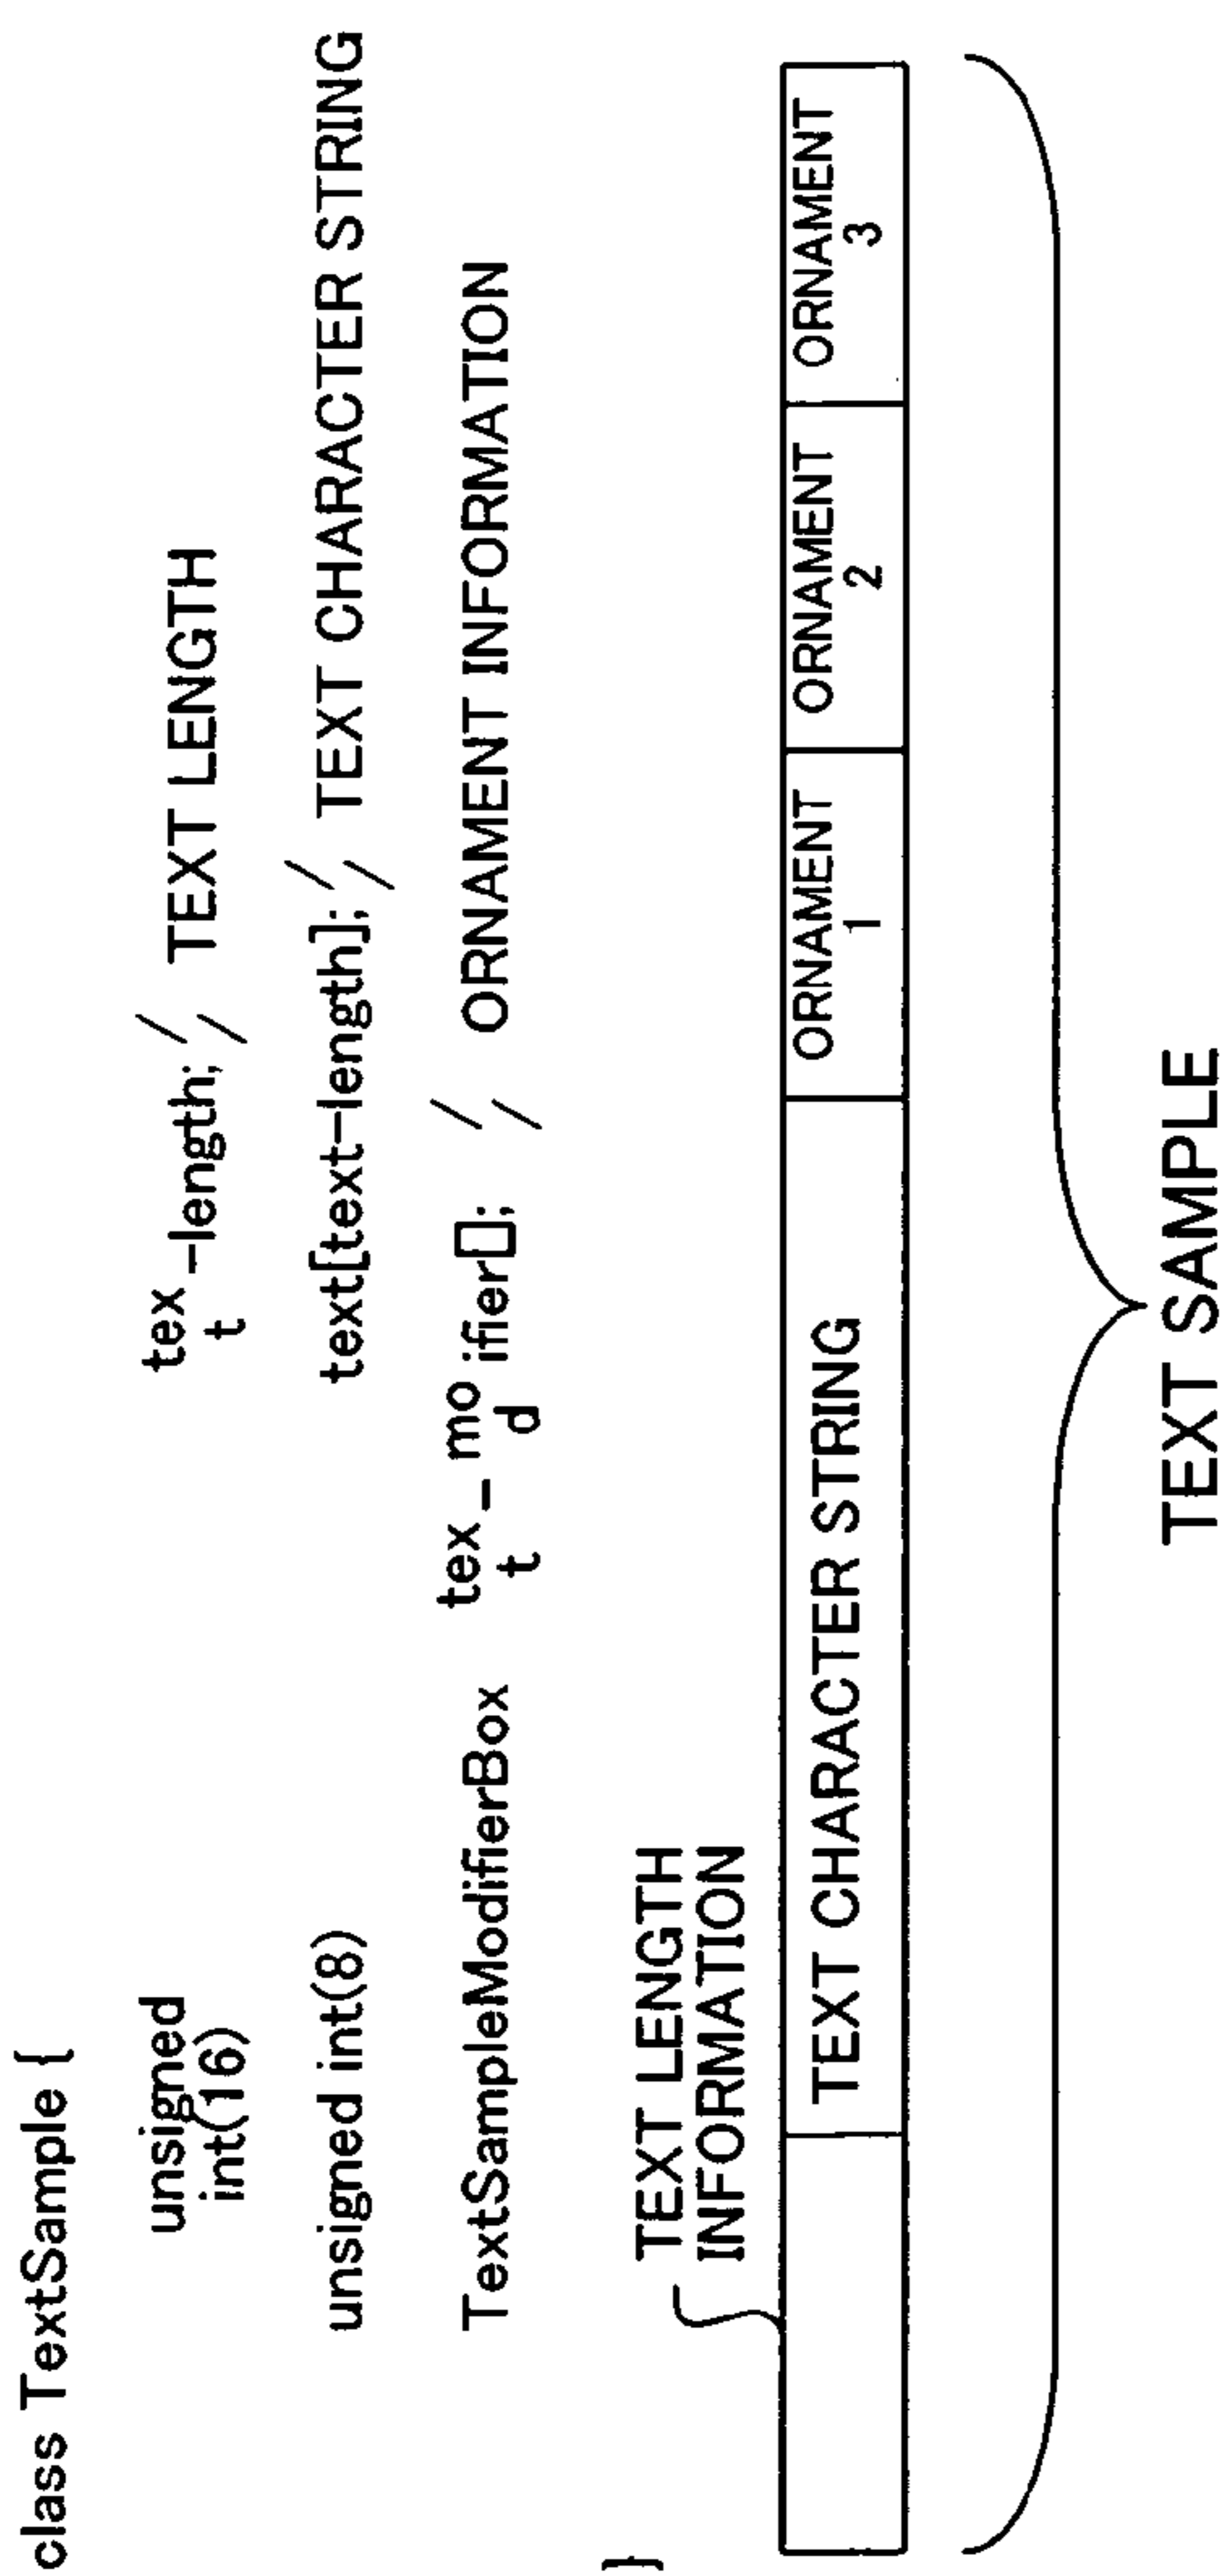 class TextSample {
unsigned int(16) text-length; // TEXT LENGTH
unsigned int(8) text[text-length]; // TEXT CHARACTER STRING
TextSampleModifierBox text-modifier[]; // ORNAMENT INFORMATION
}
TEXT LENGTH
INFORMATION
TEXT CHARACTER STRING
ORNAMENT
1
ORNAMENT
2
ORNAMENT
3
TEXT SAMPLE